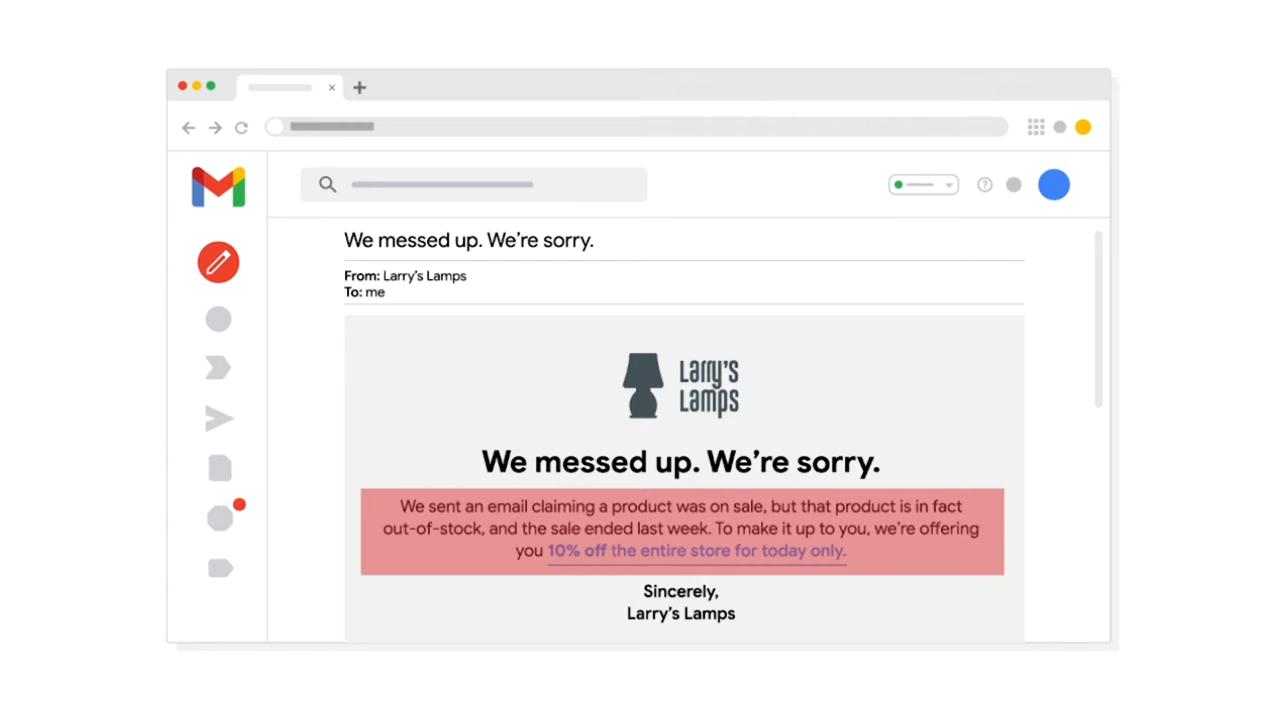 We messed up. We're sorry.
From: Larry's Lamps
To: me
Larry's
Lamps
We messed up. We're sorry.
We sent an email claiming a product was on sale, but that product is in fact
out-of-stock, and the sale ended last week. To make it up to you, we're offering
you 10% off the entire store for today only.
Sincerely,
Larry's Lamps